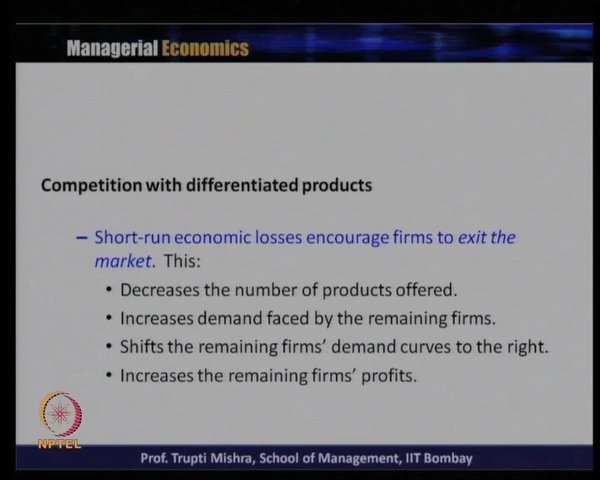 Managerial Economics
Competition with differentiated products
– Short-run economic losses encourage firms to exit the
market. This:
• Decreases the number of products offered.
• Increases demand faced by the remaining firms.
• Shifts the remaining firms' demand curves to the right.
• Increases the remaining firms' profits.
NPTEL
Prof. Trupti Mishra, School of Management, IIT Bombay